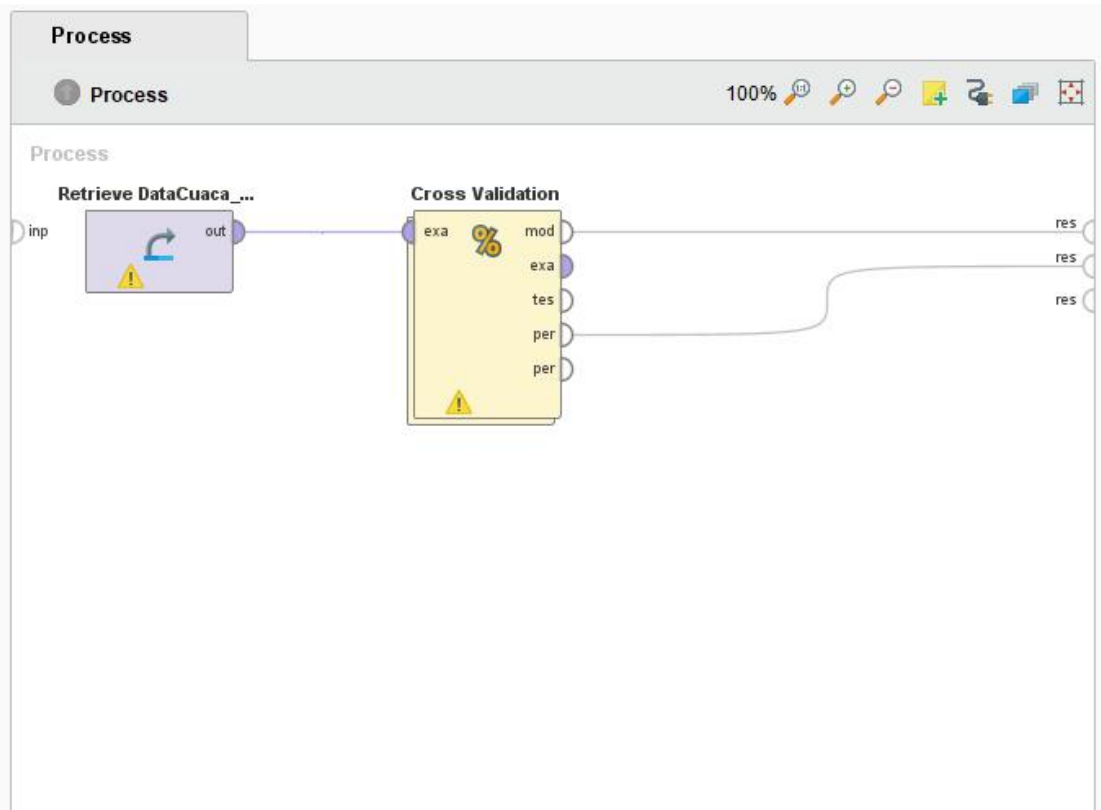 Process
Process
100%
Process
Retrieve DataCuaca_...
Cross Validation
inp
out
exa
%
mod
exa
tes
per
per
res
res
res